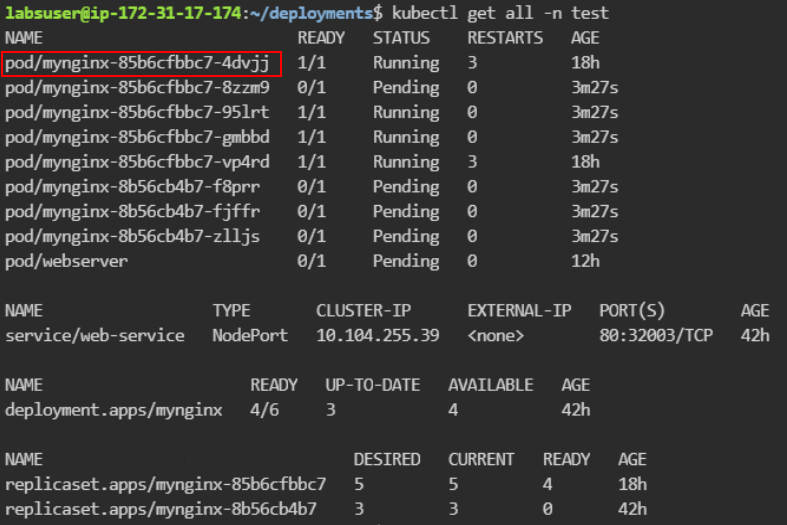 labsuser@ip-172-31-17-174:~/deployments$ kubectl get all -n test
NAME READY STATUS RESTARTS AGE
pod/mynginx-85b6cfbbc7-4dvjj 1/1 Running 3 18h
pod/mynginx-85b6cfbbc7-8zzm9 0/1 Pending 0 3m27s
pod/mynginx-85b6cfbbc7-95lrt 1/1 Running 0 3m27s
pod/mynginx-85b6cfbbc7-gmbbd 1/1 Running 0 3m27s
pod/mynginx-85b6cfbbc7-vp4rd 1/1 Running 3 18h
pod/mynginx-8b56cb4b7-f8prr 0/1 Pending 0 3m27s
pod/mynginx-8b56cb4b7-fjffr 0/1 Pending 0 3m27s
pod/mynginx-8b56cb4b7-zlljs 0/1 Pending 0 3m27s
pod/webserver 0/1 Pending 0 12h
NAME TYPE CLUSTER-IP EXTERNAL-IP PORT(S) AGE
service/web-service NodePort 10.104.255.39 <none> 80:32003/TCP 42h
NAME READY UP-TO-DATE AVAILABLE AGE
deployment.apps/mynginx 4/6 3 4 42h
NAME DESIRED CURRENT READY AGE
replicaset.apps/mynginx-85b6cfbbc7 5 5 4 18h
replicaset.apps/mynginx-8b56cb4b7 3 3 0 42h